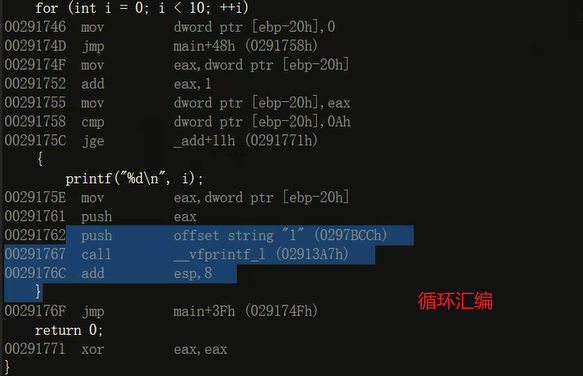 for (int i = 0; i < 10; ++i)
00291746 mov dword ptr [ebp-20h],0
0029174D jmp main+48h (0291758h)
0029174F mov eax,dword ptr [ebp-20h]
00291752 add eax,1
00291755 mov dword ptr [ebp-20h],eax
00291758 cmp dword ptr [ebp-20h],0Ah
0029175C jge _add+11h (0291771h)
{
printf("%d\n", i);
0029175E mov eax,dword ptr [ebp-20h]
00291761 push eax
00291762 push offset string "1" (0297BCCh)
00291767 call __vfprintf_l (02913A7h)
0029176C add esp,8
}
循环汇编
0029176F jmp main+3Fh (029174Fh)
return 0;
00291771 xor eax,eax
}